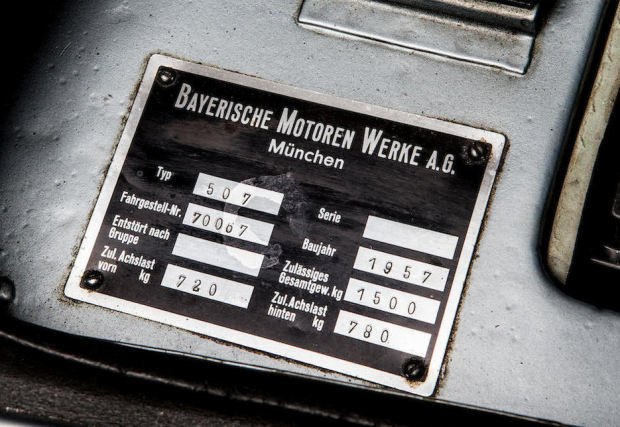 BAYERISCHE MOTOREN WERKE A.G.
München
Typ 507
Serie
Fahrgestell-Nr. 70067
Baujahr 1957
Entstört nach
Gruppe
Zulässiges
Gesamtgew. kg 1500
Zul. Achslast
vorn kg 720
Zul. Achslast
hinten kg 780